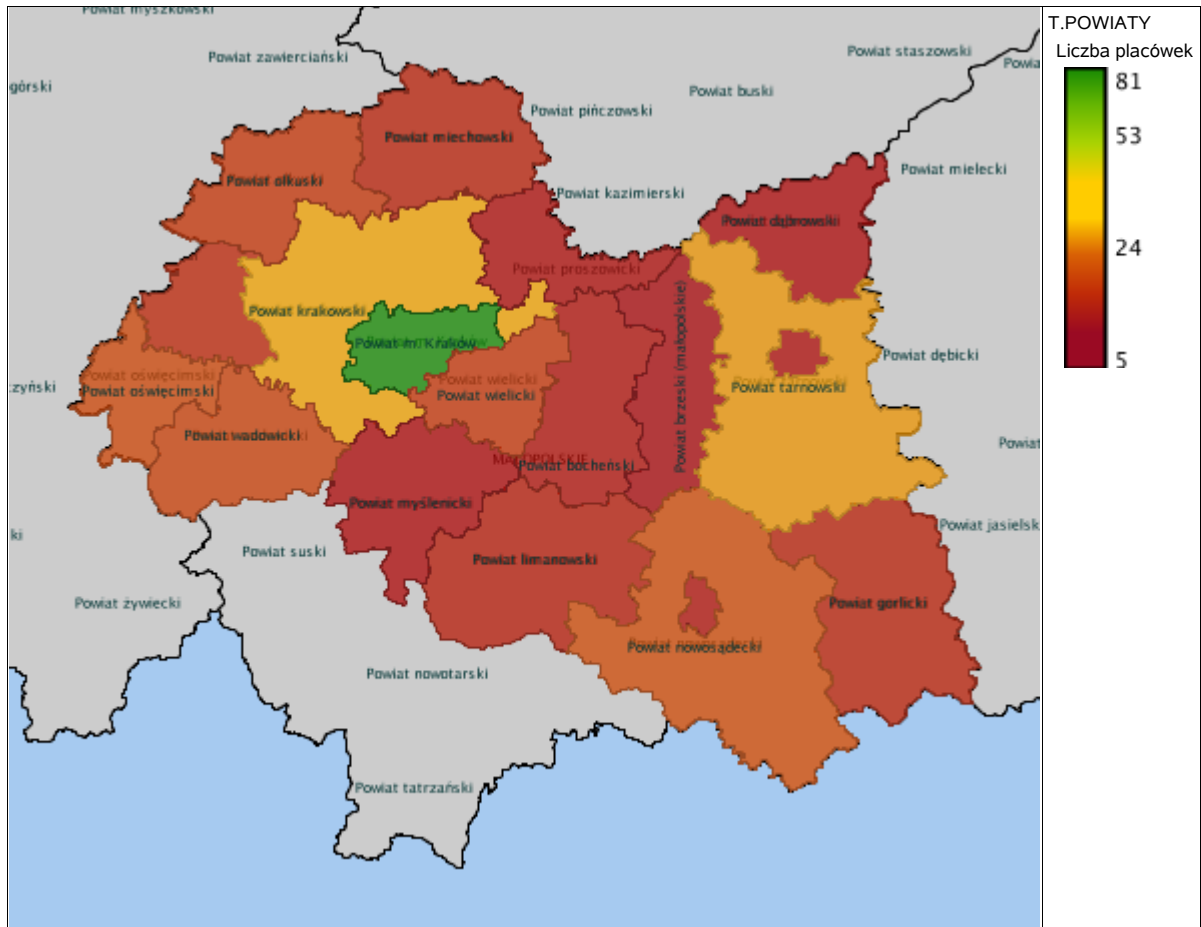 Powiat myszkowski
T.POWIATY
Powiat zawierciański
Powiat staszowski
Liczba placówek
Powia
górski
81
Powiat buski
Powiat pińczowski
53
Powiat miechowski
Powiat mielecki
Powiat olkuski
Powiat kazimierski
Powiat dąbrowski
24
Powiat proszowicki
Powiat krakowski
Powiat m. Kraków
Powiat brzeski (małopolskie)
Powiat dębicki
5
Powiat oświęcimski
Powiat oświęcimski
Powiat wielicki
Powiat wielicki
czyński
Powiat tarnowski
Powiat wadowicki
Powiat
MAŁOPOLSKIE
Powiat bocheński
Powiat myślenicki
Powiat jasielsk
ki
Powiat suski
Powiat limanowski
Powiat żywiecki
Powiat gorlicki
Powiat nowosądecki
Powiat nowotarski
Powiat tatrzański